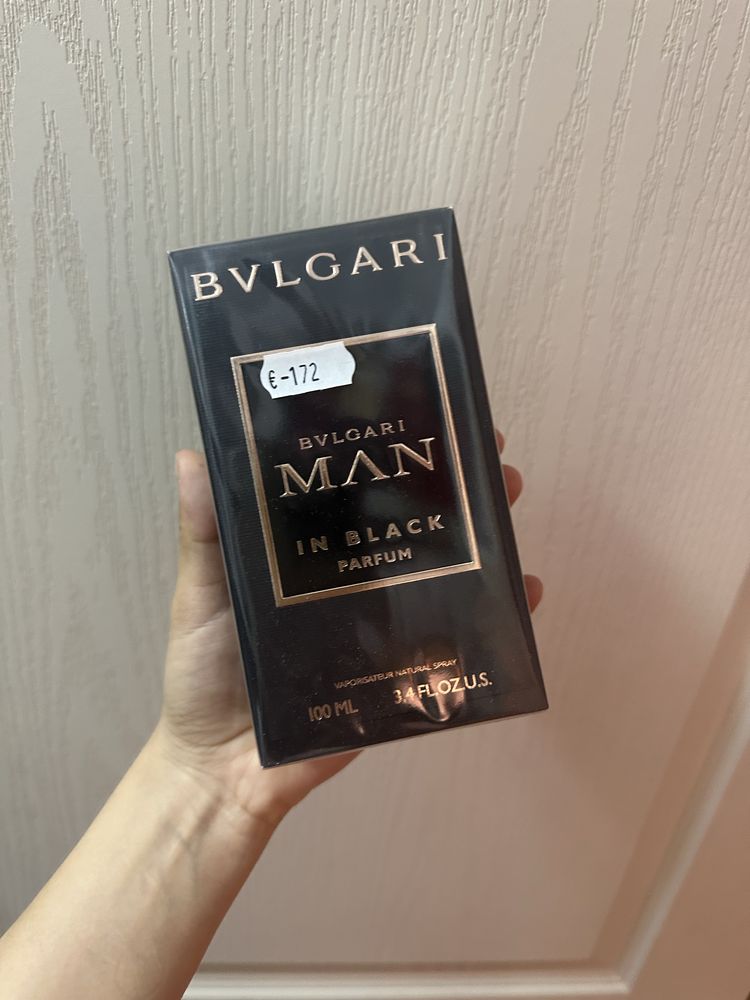 BVLGARI
€-172
BVLGARI
MAN
IN BLACK
PARFUM
VAPORISATEUR NATURAL SPRAY
100 ML 3.4 FL.OZ.U.S.